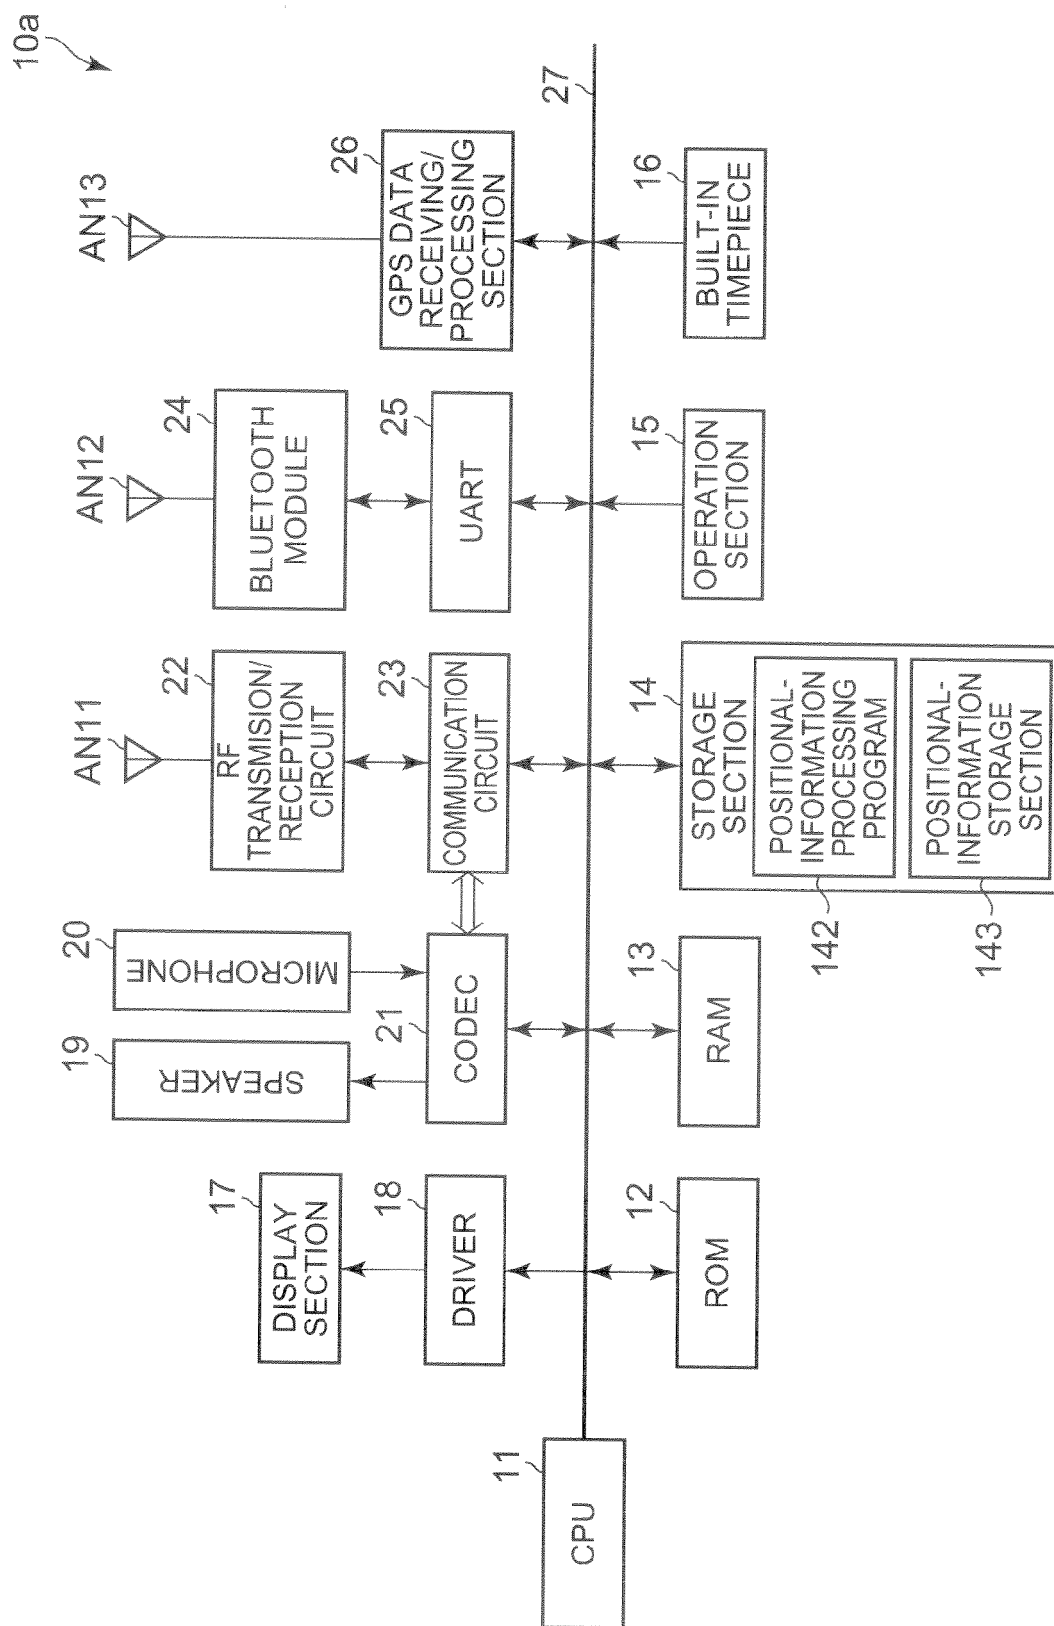 10a
AN13
AN12
AN11
26
GPS DATA
RECEIVING/
PROCESSING
SECTION
24
BLUETOOTH
MODULE
25
UART
22
RF
TRANSMISION/
RECEPTION
CIRCUIT
23
COMMUNICATION
CIRCUIT
20
MICROPHONE
19
SPEAKER
21
CODEC
17
DISPLAY
SECTION
18
DRIVER
27
11
CPU
12
ROM
13
RAM
14
STORAGE
SECTION
POSITIONAL-
INFORMATION
PROCESSING
PROGRAM
142
POSITIONAL-
INFORMATION
STORAGE
SECTION
143
15
OPERATION
SECTION
16
BUILT-IN
TIMEPIECE